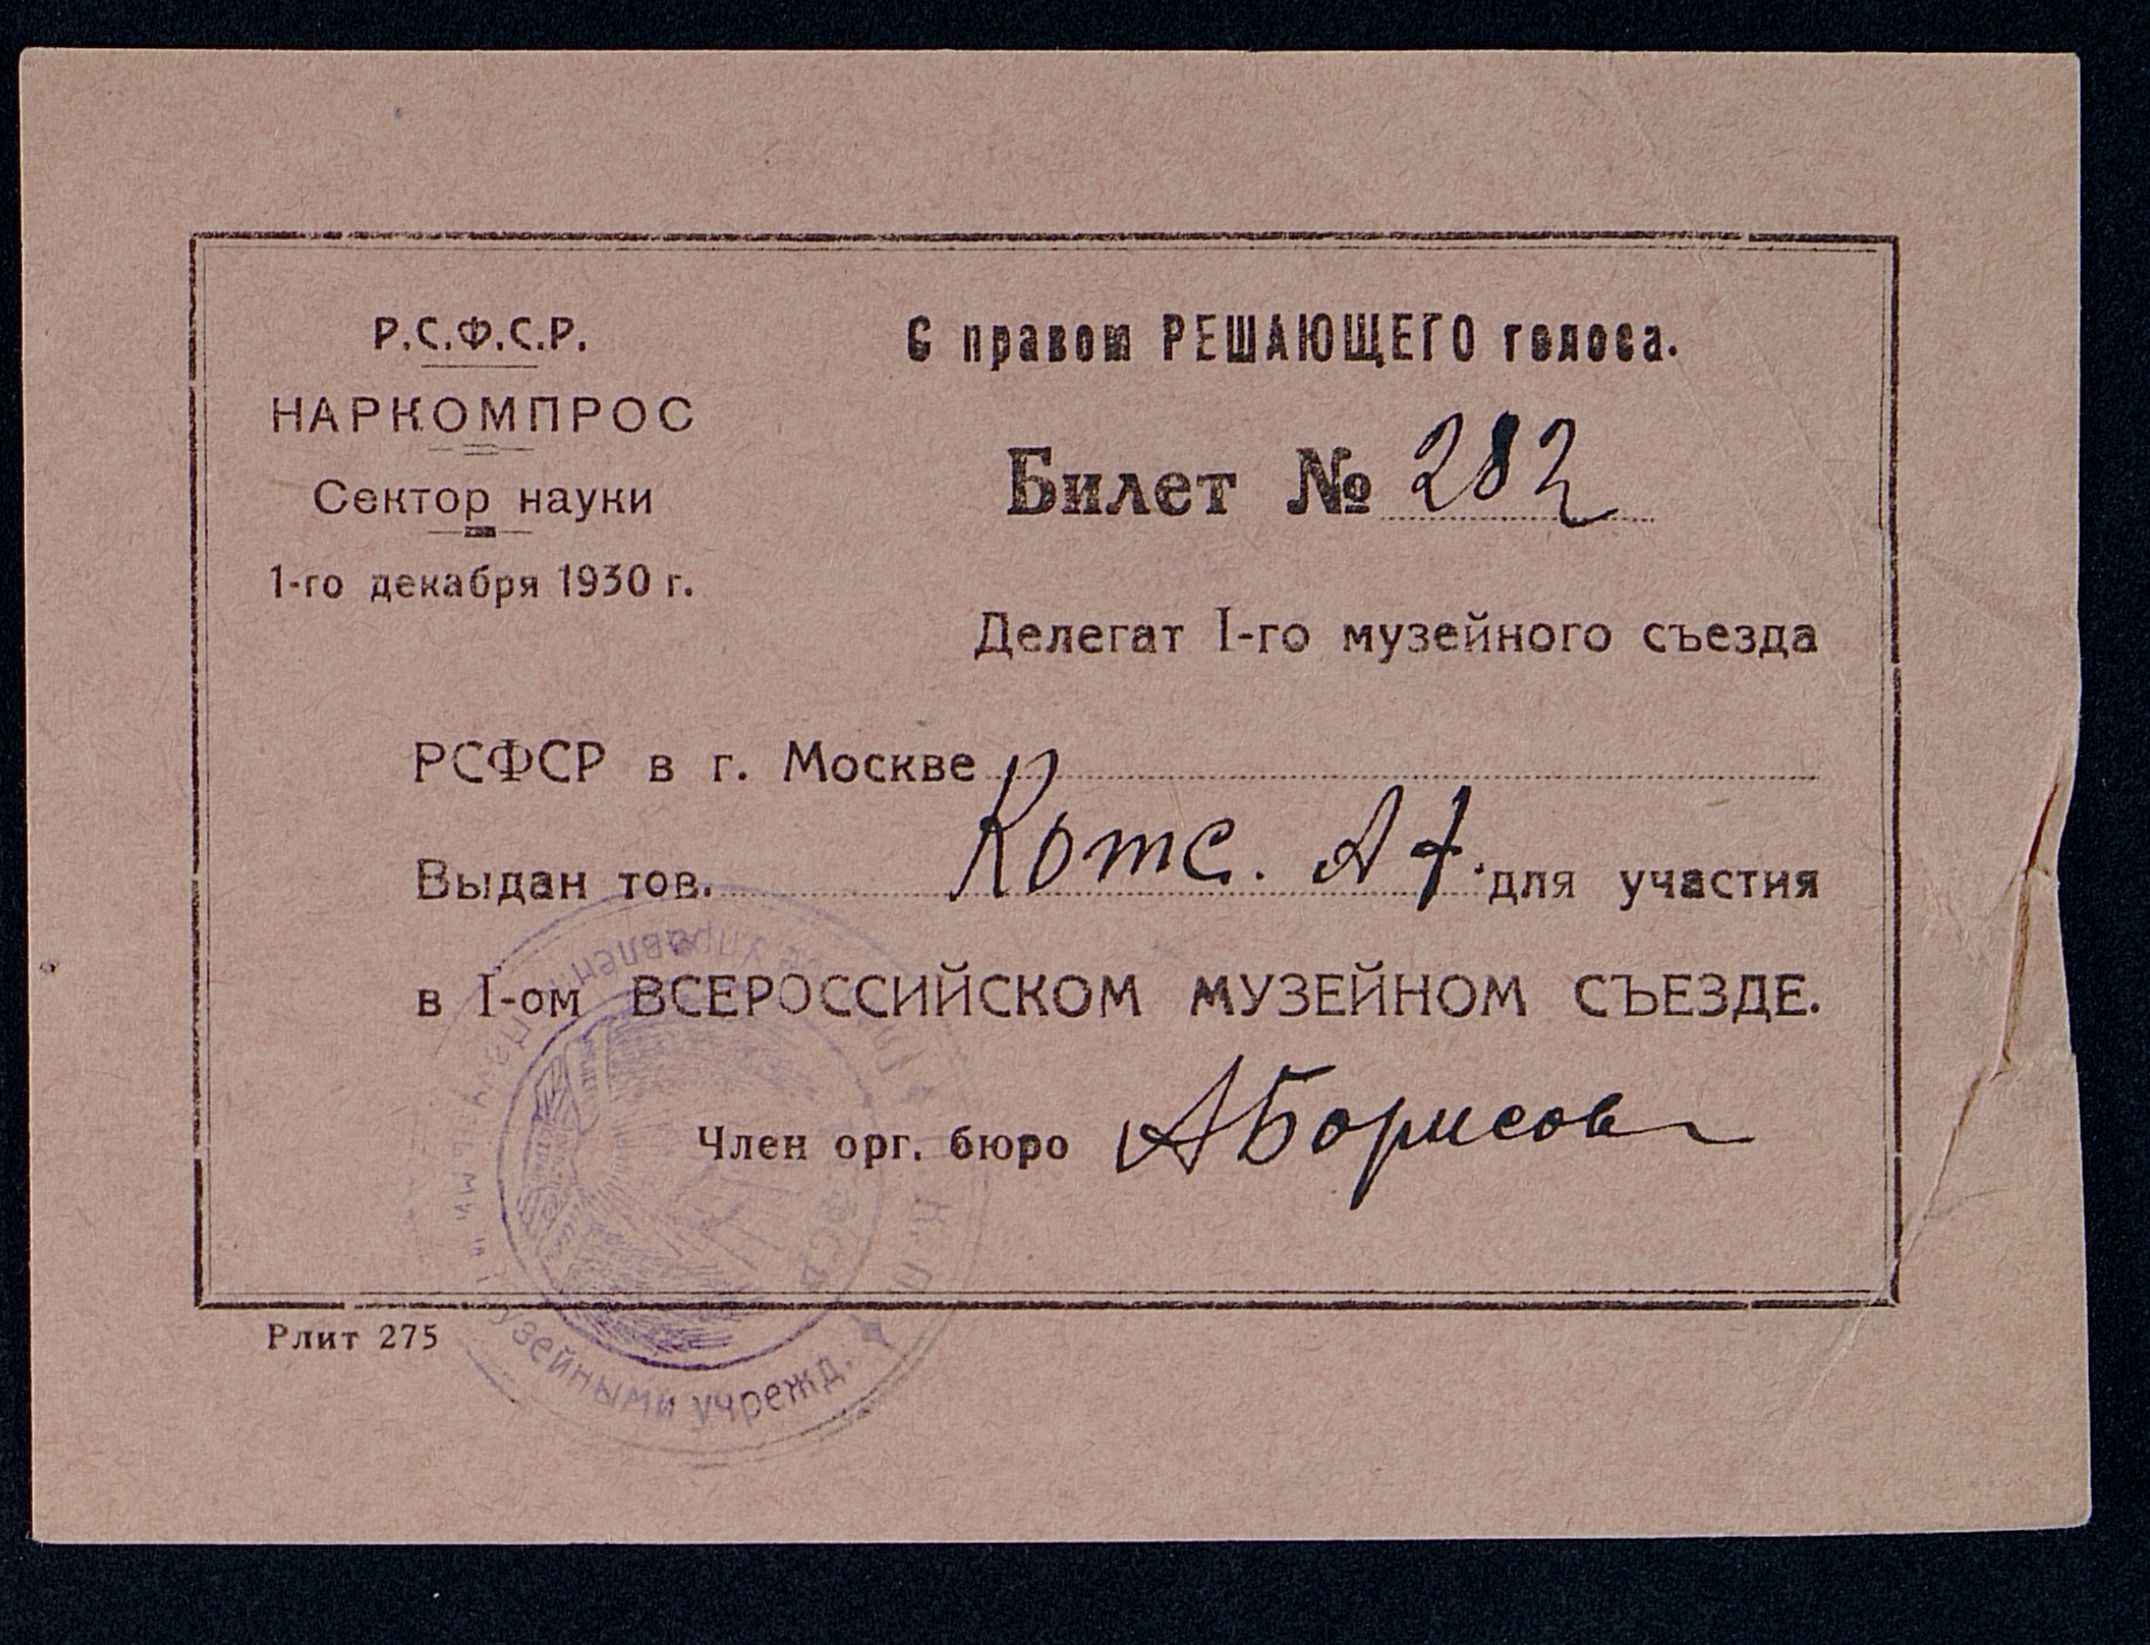 Р.С.Ф.С.Р.
НАРКОМПРОС
Сектор науки
1-го декабря 1930 г.
С правом РЕШАЮЩЕГО голоса.
Билет № 282
Делегат I-го музейного съезда
РСФСР в г. Москве
Выдан тов. Котс. А Ф. для участия
в I-ом ВСЕРОССИЙСКОМ МУЗЕЙНОМ СЪЕЗДЕ.
Член орг. бюро АБорисов
Рлит 275
музейными учрежд.